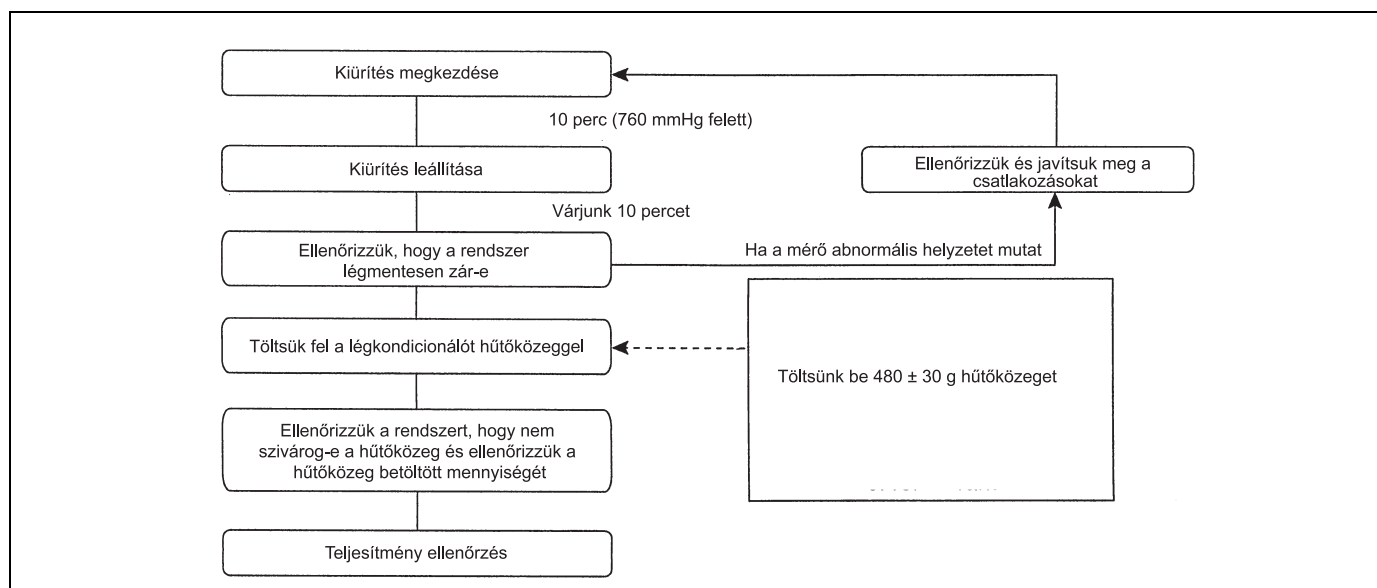 Kiürítés megkezdése
10 perc (760 mmHg felett)
Kiürítés leállítása
Ellenőrizzük és javítsuk meg a
csatlakozásokat
Várjunk 10 percet
Ellenőrizzük, hogy a rendszer
légmentesen zár-e
Ha a mérő abnormális helyzetet mutat
Töltsük fel a légkondicionálót hűtőközeggel
Töltsünk be 480 ± 30 g hűtőközeget
Ellenőrizzük a rendszert, hogy nem
szivárog-e a hűtőközeg és ellenőrizzük a
hűtőközeg betöltött mennyiségét
Teljesítmény ellenőrzés